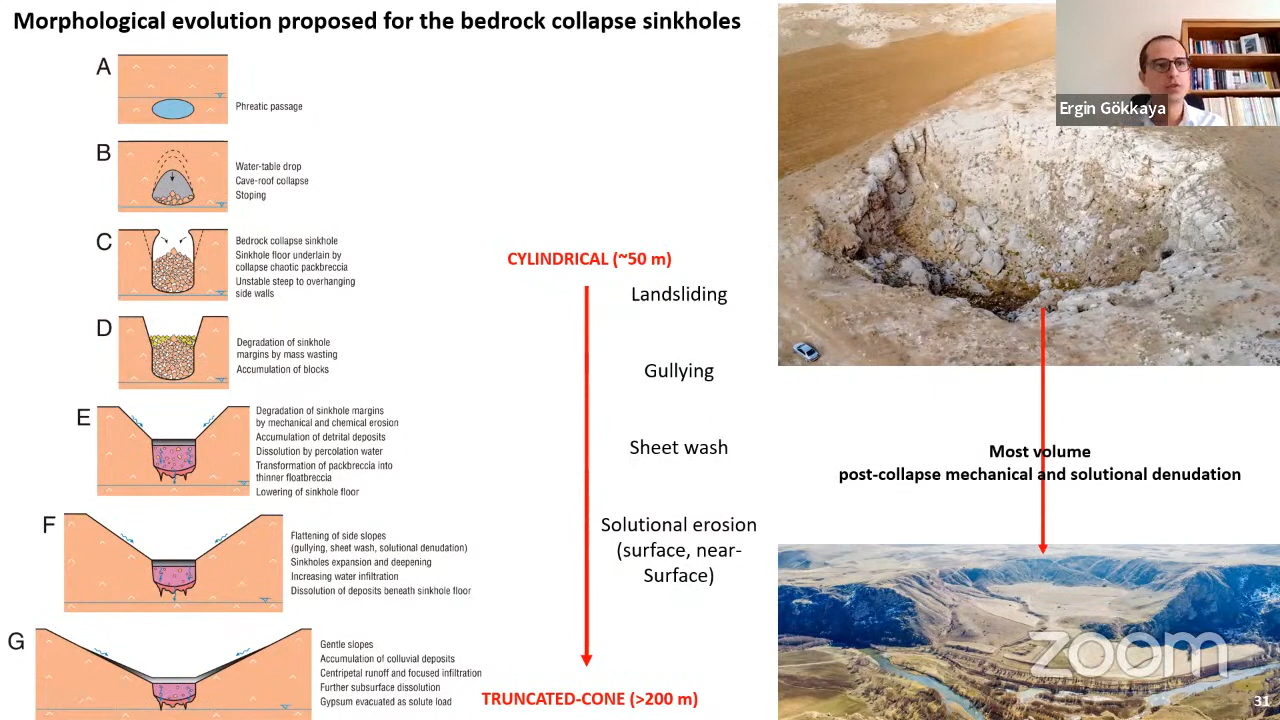 Morphological evolution proposed for the bedrock collapse sinkholes
A
Phreatic passage
B
Water-table drop
Cave-roof collapse
Stoping
C
Bedrock collapse sinkhole
Sinkhole floor underlain by
collapse chaotic packbreccia
Unstable steep to overhanging
side walls
D
Degradation of sinkhole
margins by mass wasting
Accumulation of blocks
E
Degradation of sinkhole margins
by mechanical and chemical erosion
Accumulation of detrital deposits
Dissolution by percolation water
Transformation of packbreccia into
thinner floatbreccia
Lowering of sinkhole floor
F
Flattening of side slopes
(gullying, sheet wash, solutional denudation)
Sinkholes expansion and deepening
Increasing water infiltration
Dissolution of deposits beneath sinkhole floor
G
Gentle slopes
Accumulation of colluvial deposits
Centripetal runoff and focused infiltration
Further subsurface dissolution
Gypsum evacuated as solute load
CYLINDRICAL (~50 m)
Landsliding
Gullying
Sheet wash
Solutional erosion
(surface, near-
Surface)
TRUNCATED-CONE (>200 m)
Ergin Gökkaya
Most volume
post-collapse mechanical and solutional denudation
zoom
31